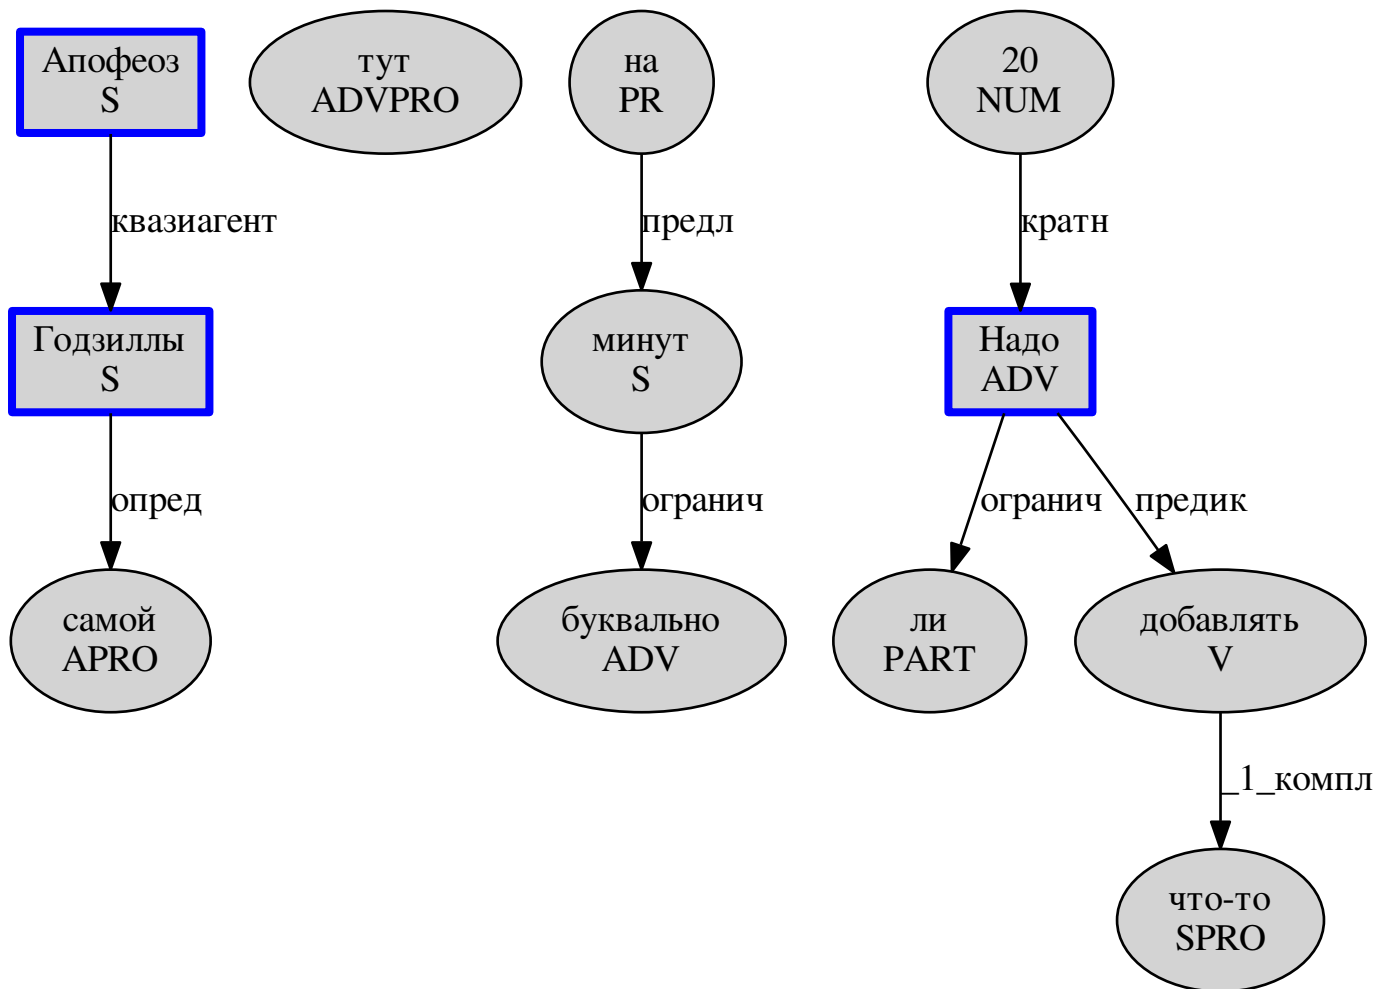 Апофеоз
S
тут
ADVPRO
на
PR
20
NUM
квазиагент
предл
кратн
Годзиллы
S
минут
S
Надо
ADV
опред
огранич
огранич
предик
самой
APRO
буквально
ADV
ли
PART
добавлять
V
_1_компл
что-то
SPRO